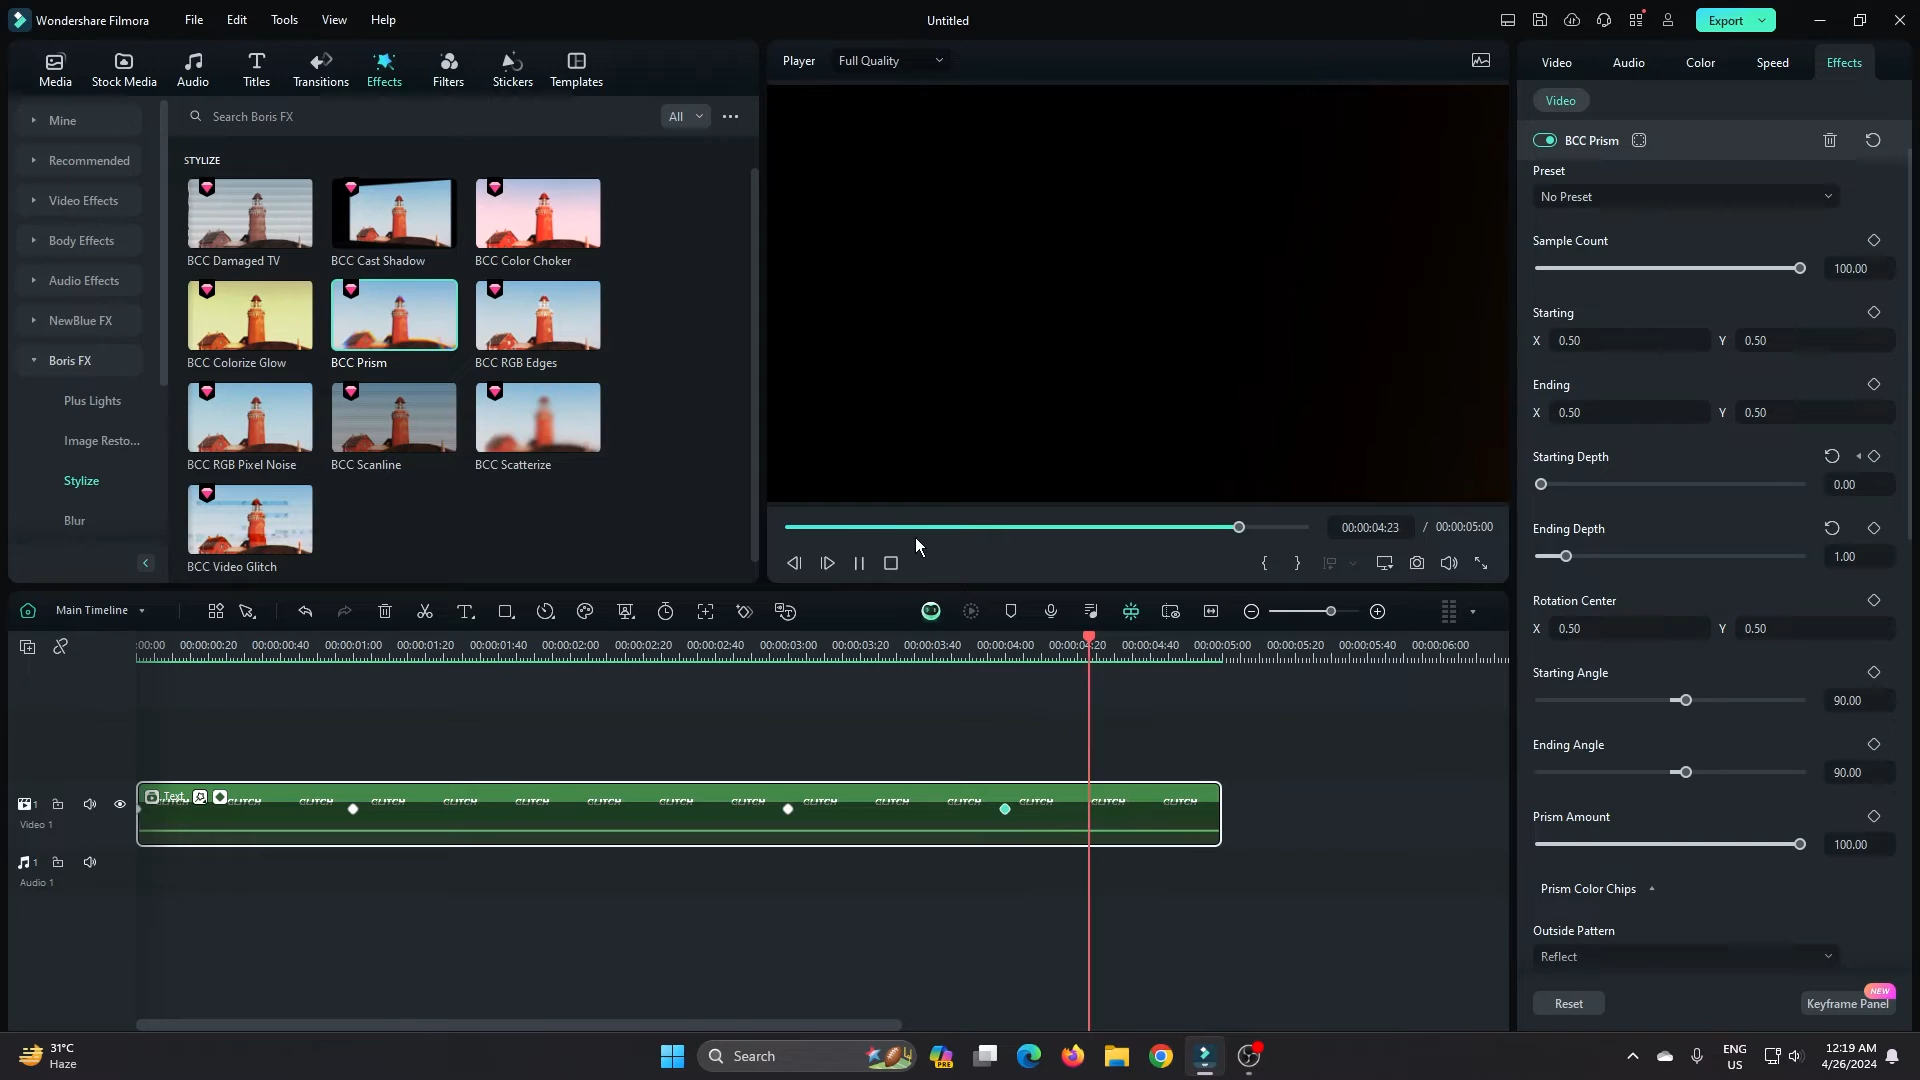 Wondershare Filmora File Edit Tools View Help Untitled Export
Media Stock Media Audio Titles Transitions Effects Filters Stickers Templates
Player Full Quality
Video Audio Color Speed Effects
Mine
Recommended
Video Effects
Body Effects
Audio Effects
NewBlue FX
Boris FX
Plus Lights
Image Resto...
Stylize
Blur
Search Boris FX All
STYLIZE
BCC Damaged TV BCC Cast Shadow BCC Color Choker
BCC Colorize Glow BCC Prism BCC RGB Edges
BCC RGB Pixel Noise BCC Scanline BCC Scatterize
BCC Video Glitch
00:00:04:23 / 00:00:05:00
Video
BCC Prism
Preset
No Preset
Sample Count
100.00
Starting
X 0.50 Y 0.50
Ending
X 0.50 Y 0.50
Starting Depth
0.00
Ending Depth
1.00
Rotation Center
X 0.50 Y 0.50
Starting Angle
90.00
Ending Angle
90.00
Prism Amount
100.00
Prism Color Chips
Outside Pattern
Reflect
NEW
Reset Keyframe Panel
Main Timeline
:00:00 00:00:00:20 00:00:00:40 00:00:01:00 00:00:01:20 00:00:01:40 00:00:02:00 00:00:02:20 00:00:02:40 00:00:03:00 00:00:03:20 00:00:03:40 00:00:04:00 00:00:04:20 00:00:04:40 00:00:05:00 00:00:05:20 00:00:05:40 00:00:06:00
Text
GLITCH GLITCH GLITCH GLITCH GLITCH GLITCH GLITCH GLITCH GLITCH GLITCH GLITCH GLITCH GLITCH GLITCH
1
Video 1
1
Audio 1
31°C
Haze
Search
PRE
ENG
US
12:19 AM
4/26/2024